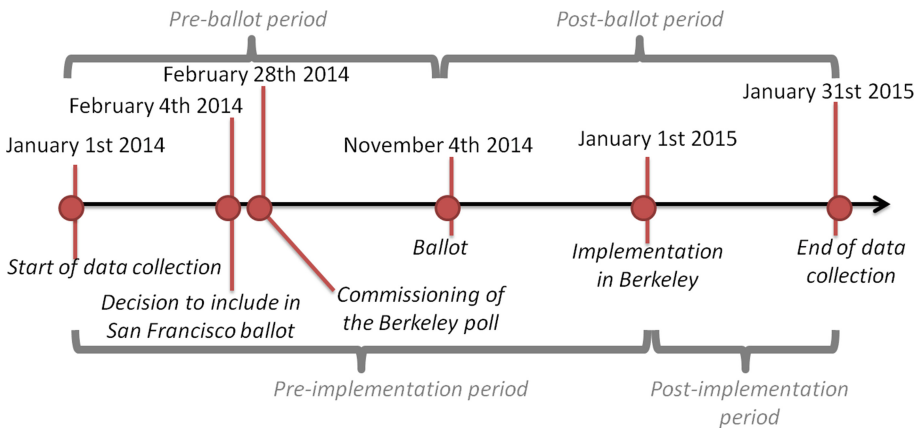 Pre-ballot period
Post-ballot period
February 28th 2014
January 31st 2015
February 4th 2014
January 1st 2014
November 4th 2014
January 1st 2015
Start of data collection
Decision to include in
San Francisco ballot
Commissioning of
the Berkeley poll
Ballot
Implementation
in Berkeley
End of data
collection
Pre-implementation period
Post-implementation
period